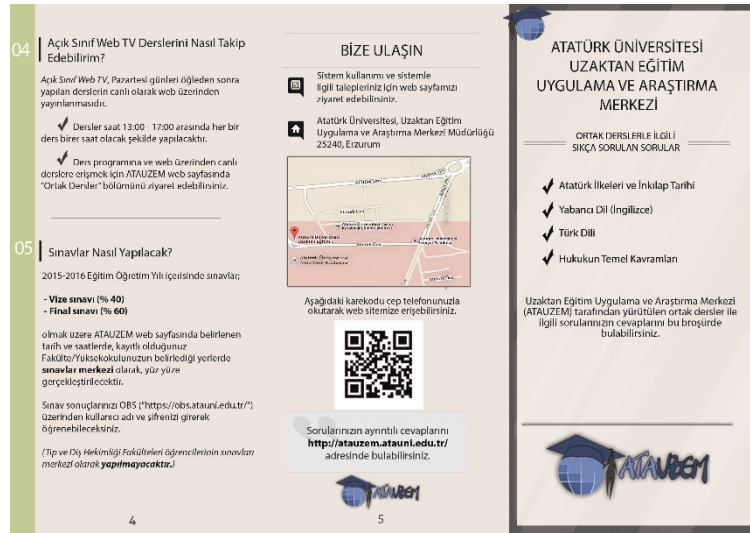 04
Açık Sınıf Web TV Derslerini Nasıl Takip
Edebilirim?
Açık Sınıf Web TV, Pazartesi günleri öğleden sonra
yapılan derslerin canlı olarak web üzerinden
yayınlanmasıdır.
Dersler saat 13:00 - 17:00 arasında her bir
ders birer saat olacak şekilde yapılacaktır.
Ders programına ve web üzerinden canlı
derslere erişmek için ATAUZEM web sayfasında
"Ortak Dersler" bölümünü ziyaret edebilirsiniz.
05
Sınavlar Nasıl Yapılacak?
2015-2016 Eğitim Öğretim Yılı içerisinde sınavlar;
- Vize sınavı (% 40)
- Final sınavı (% 60)
olmak üzere ATAUZEM web sayfasında belirlenen
tarih ve saatlerde, kayıtlı olduğunuz
Fakülte/Yüksekokulunuzun belirlediği yerlerde
sınavlar merkezi olarak, yüz yüze
gerçekleştirilecektir.
Sınav sonuçlarınızı OBS ("https://obs.atauni.edu.tr/")
üzerinden kullanıcı adı ve şifrenizi girerek
öğrenebileceksiniz.
(Tıp ve Diş Hekimliği Fakülteleri öğrencilerinin sınavları
merkezi olarak yapılmayacaktır.)
4
BİZE ULAŞIN
Sistem kullanımı ve sistemle
ilgili talepleriniz için web sayfamızı
ziyaret edebilirsiniz.
Atatürk Üniversitesi, Uzaktan Eğitim
Uygulama ve Araştırma Merkezi Müdürlüğü
25240, Erzurum
Aşağıdaki karekodu cep telefonunuzla
okutarak web sitemize erişebilirsiniz.
Sorularınızın ayrıntılı cevaplarını
http://atauzem.atauni.edu.tr/
adresinde bulabilirsiniz.
ATAUZEM
5
ATATÜRK ÜNİVERSİTESİ
UZAKTAN EĞİTİM
UYGULAMA VE ARAŞTIRMA
MERKEZİ
ORTAK DERSLERLE İLGİLİ
SIKÇA SORULAN SORULAR
Atatürk İlkeleri ve İnkılap Tarihi
Yabancı Dil (İngilizce)
Türk Dili
Hukukun Temel Kavramları
Uzaktan Eğitim Uygulama ve Araştırma Merkezi
(ATAUZEM) tarafından yürütülen ortak dersler ile
ilgili sorularınızın cevaplarını bu broşürde
bulabilirsiniz.
ATAUZEM